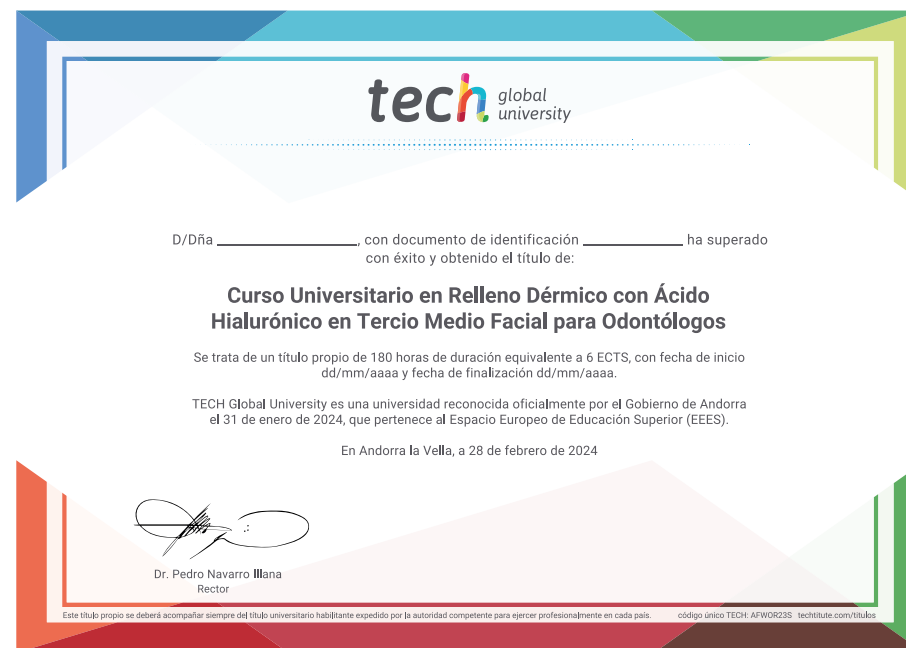 tech global university
D/Dña ________________, con documento de identificación ____________ ha superado
con éxito y obtenido el título de:
Curso Universitario en Relleno Dérmico con Ácido
Hialurónico en Tercio Medio Facial para Odontólogos
Se trata de un título propio de 180 horas de duración equivalente a 6 ECTS, con fecha de inicio
dd/mm/aaaa y fecha de finalización dd/mm/aaaa.
TECH Global University es una universidad reconocida oficialmente por el Gobierno de Andorra
el 31 de enero de 2024, que pertenece al Espacio Europeo de Educación Superior (EEES).
En Andorra la Vella, a 28 de febrero de 2024
Dr. Pedro Navarro Illana
Rector
Este título propio se deberá acompañar siempre del título universitario habilitante expedido por la autoridad competente para ejercer profesionalmente en cada país. código único TECH: AFWOR23S techtitute.com/titulos